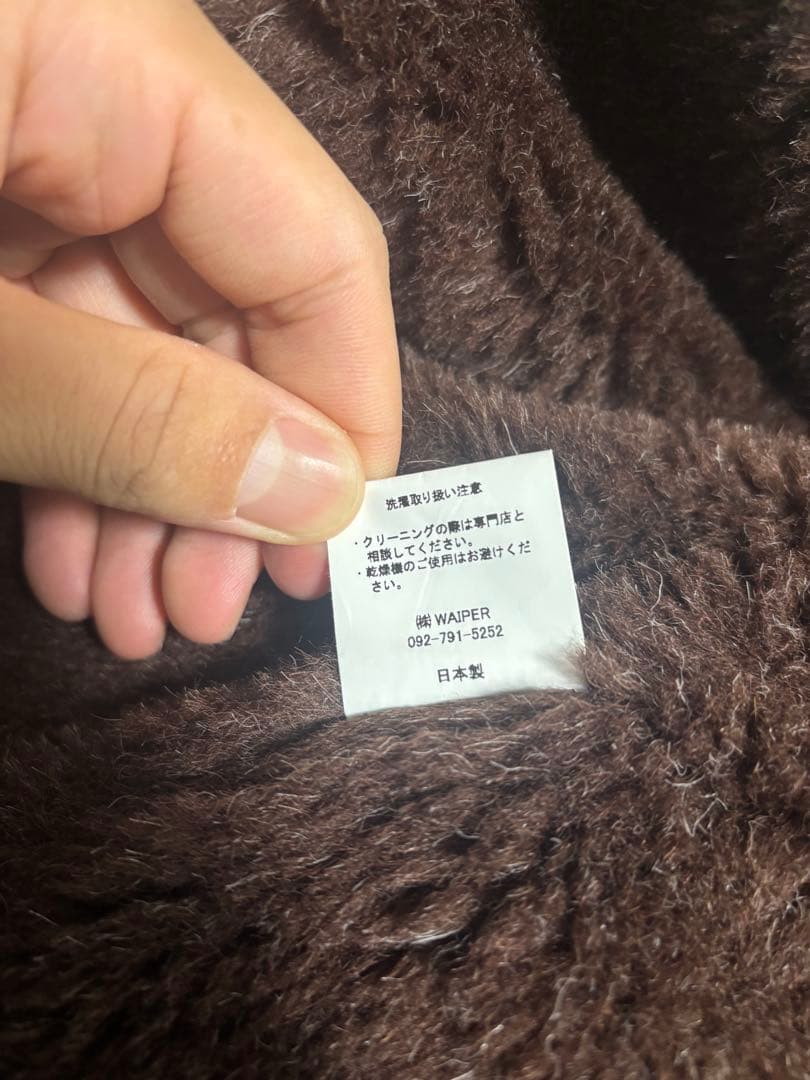 洗濯取り扱い注意
・クリーニングの際は専門店と
相談してください。
・乾燥機のご使用はお避けくだ
さい。
㈱ WAIPER
092-791-5252
日本製